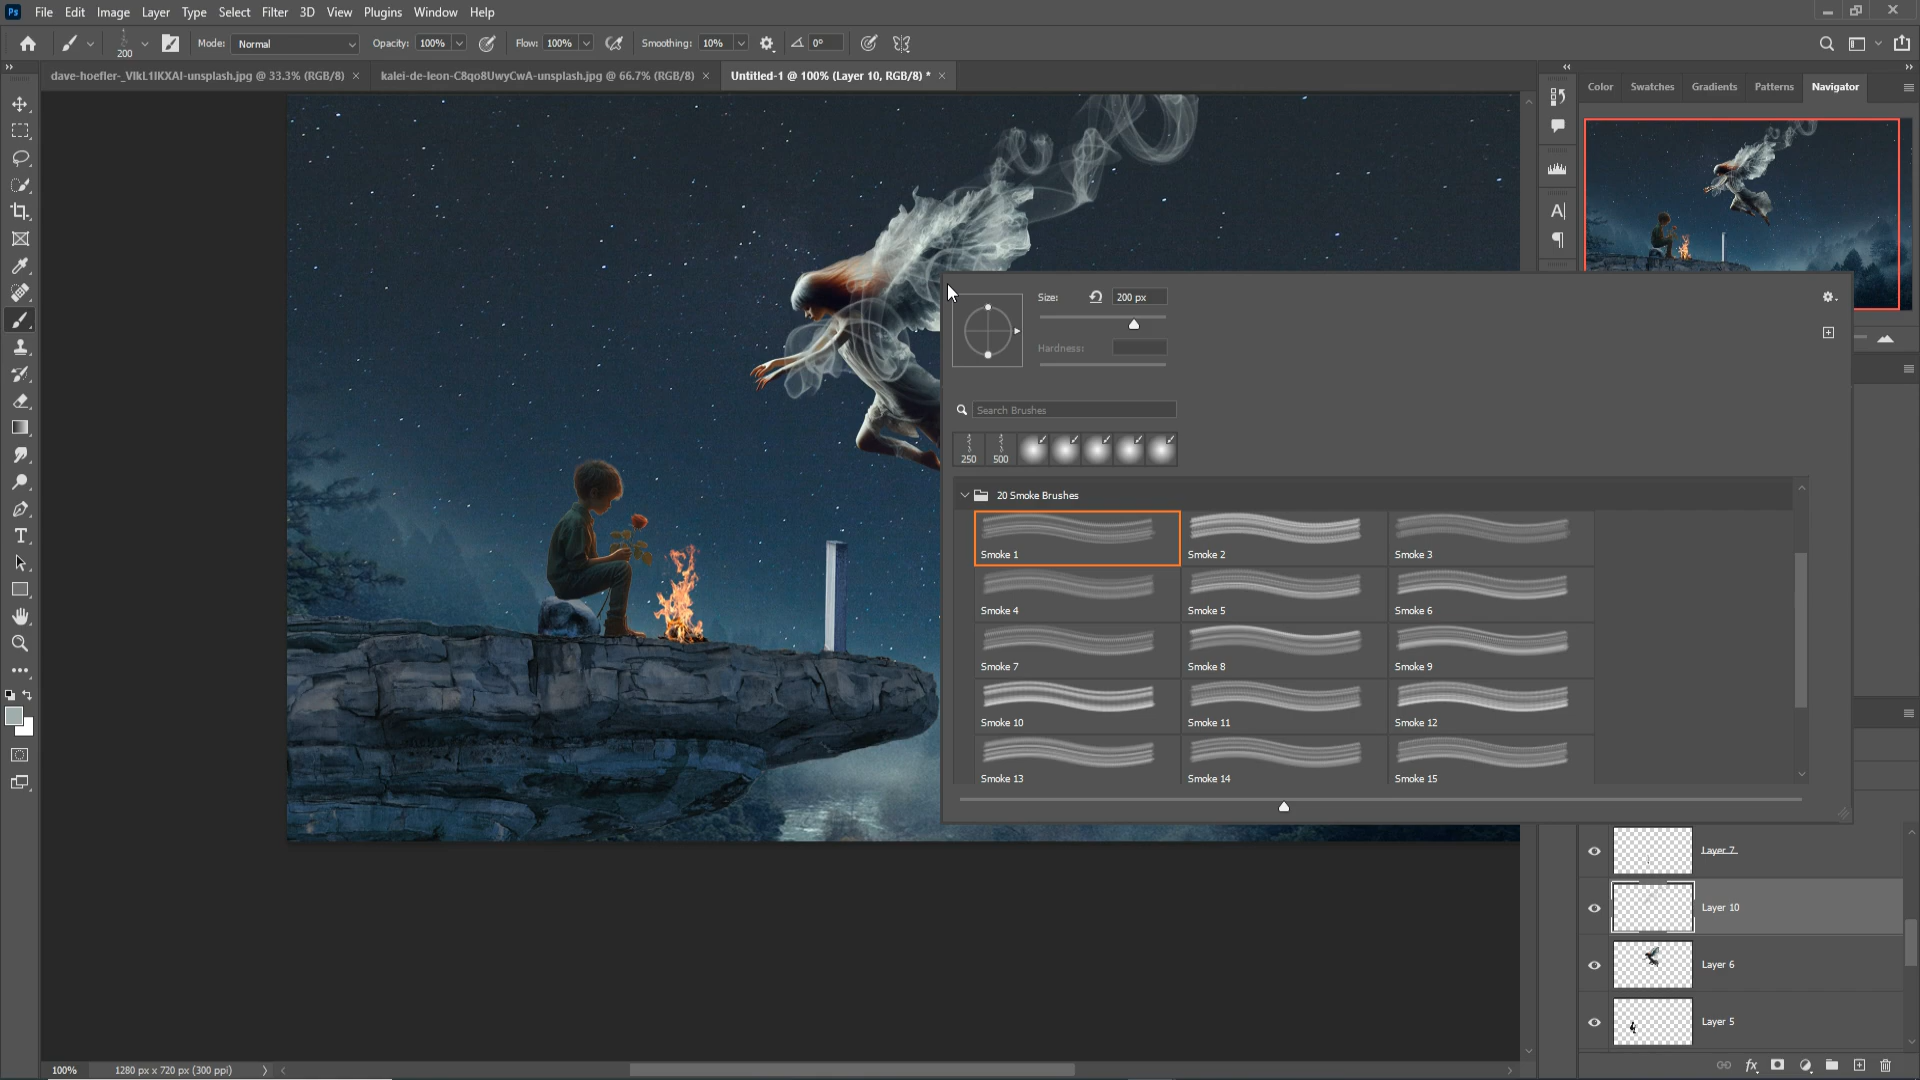 Ps File Edit Image Layer Type Select Filter 3D View Plugins Window Help
200 Mode: Normal Opacity: 100% Flow: 100% Smoothing: 10% 0°
dave-hoefler-_VIkL1IKXAI-unsplash.jpg @ 33.3% (RGB/8) × kalei-de-leon-C8qo8UwyCwA-unsplash.jpg @ 66.7% (RGB/8) × Untitled-1 @ 100% (Layer 10, RGB/8) * ×
Color Swatches Gradients Patterns Navigator
Size: 200 px
Hardness:
Search Brushes
250 500
20 Smoke Brushes
Smoke 1 Smoke 2 Smoke 3
Smoke 4 Smoke 5 Smoke 6
Smoke 7 Smoke 8 Smoke 9
Smoke 10 Smoke 11 Smoke 12
Smoke 13 Smoke 14 Smoke 15
Layer 7
Layer 10
Layer 6
Layer 5
100% 1280 px x 720 px (300 ppi)